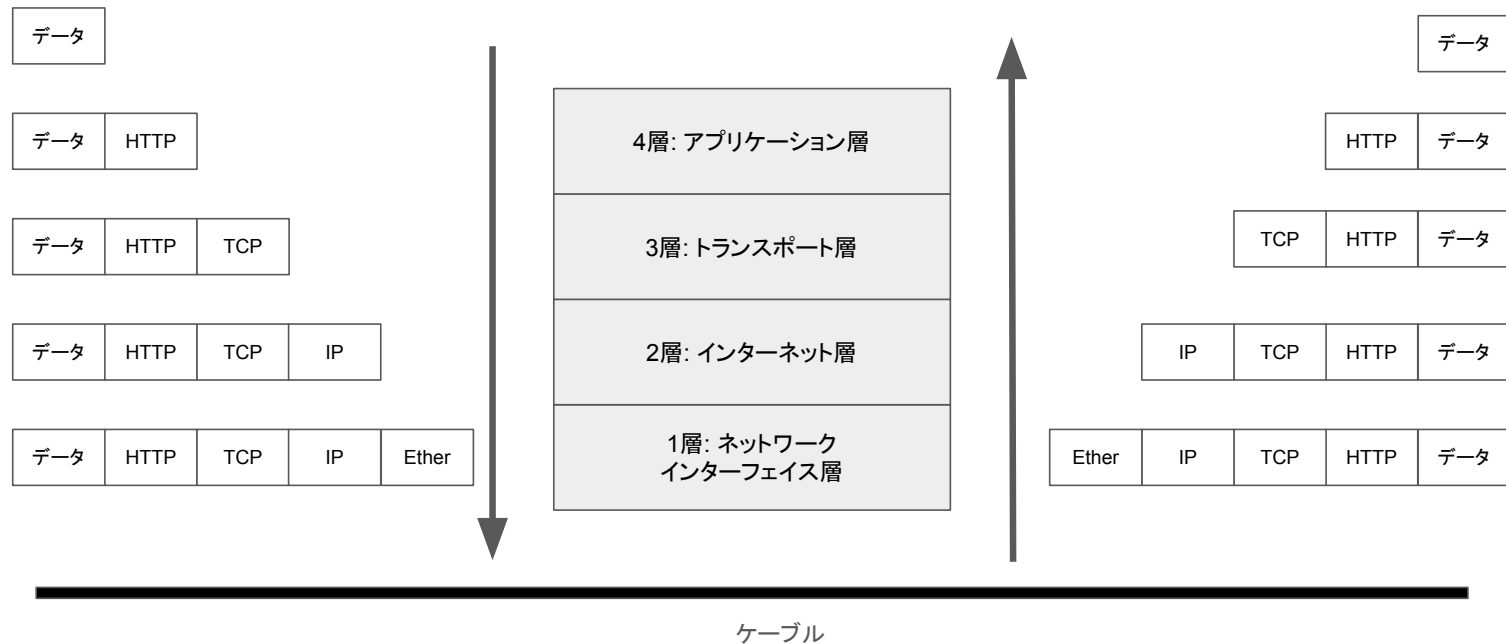 データ
データ HTTP
データ HTTP TCP
データ HTTP TCP IP
データ HTTP TCP IP Ether
4層: アプリケーション層
3層: トランスポート層
2層: インターネット層
1層: ネットワーク
インターフェイス層
データ
HTTP データ
TCP HTTP データ
IP TCP HTTP データ
Ether IP TCP HTTP データ
ケーブル